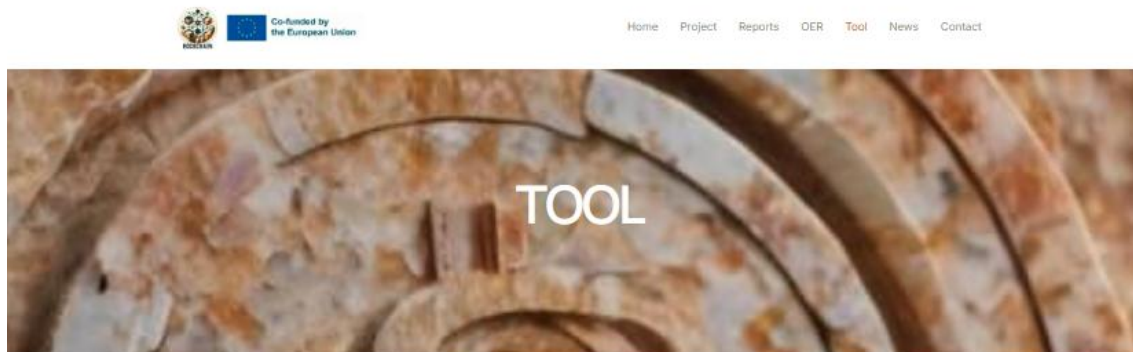 Co-funded by
the European Union
Home Project Reports OER Tool News Contact
TOOL